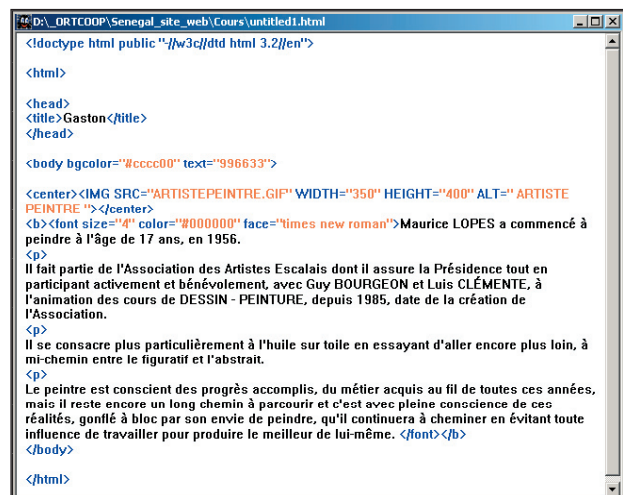 D:\_ORTCOOP\Senegal_site_web\Cours\untitled1.html
<!doctype html public "-//w3c//dtd html 3.2//en">
<html>
<head>
<title>Gaston</title>
</head>
<body bgcolor="#cccc00" text="996633">
<center><IMG SRC="ARTISTEPEINTRE.GIF" WIDTH="350" HEIGHT="400" ALT=" ARTISTE
PEINTRE "></center>
<b><font size="4" color="#000000" face="times new roman">Maurice LOPES a commencé à
peindre à l'âge de 17 ans, en 1956.
<p>
Il fait partie de l'Association des Artistes Escalais dont il assure la Présidence tout en
participant activement et bénévolement, avec Guy BOURGEON et Luis CLÉMENTE, à
l'animation des cours de DESSIN - PEINTURE, depuis 1985, date de la création de
l'Association.
<p>
Il se consacre plus particulièrement à l'huile sur toile en essayant d'aller encore plus loin, à
mi-chemin entre le figuratif et l'abstrait.
<p>
Le peintre est conscient des progrès accomplis, du métier acquis au fil de toutes ces années,
mais il reste encore un long chemin à parcourir et c'est avec pleine conscience de ces
réalités, gonflé à bloc par son envie de peindre, qu'il continuera à cheminer en évitant toute
influence de travailler pour produire le meilleur de lui-même. </font></b>
</body>
</html>